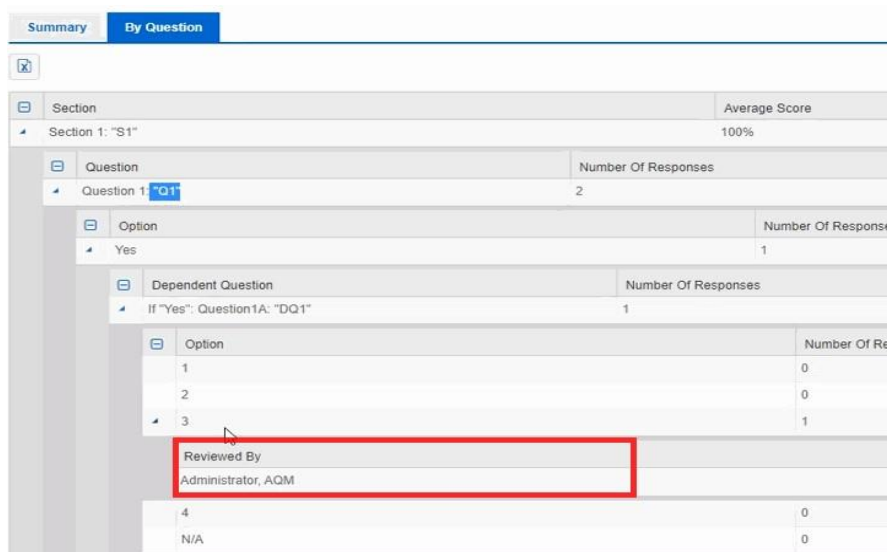 Summary By Question
Section Average Score
Section 1: "S1" 100%
Question Number Of Responses
Question 1: "Q1" 2
Option Number Of Response
Yes 1
Dependent Question Number Of Responses
If "Yes": Question1A: "DQ1" 1
Option Number Of Re
1 0
2 0
3 1
Reviewed By
Administrator, AQM
4 0
N/A 0